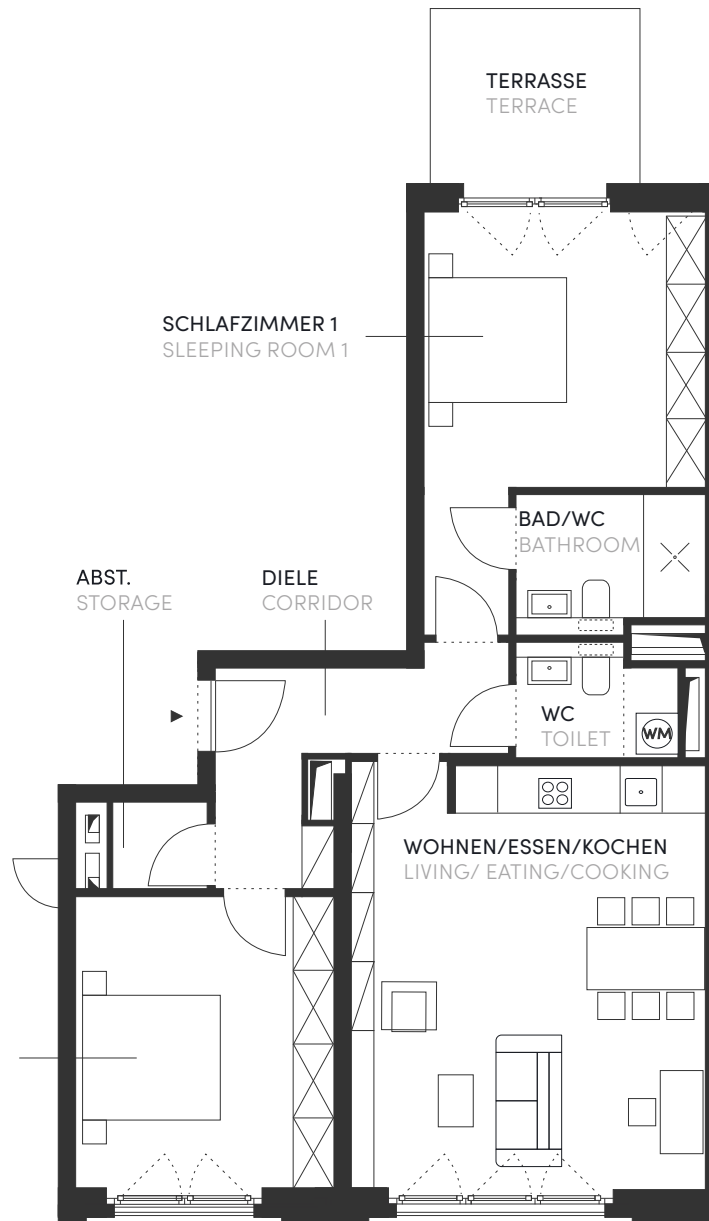 TERRASSE
TERRACE
SCHLAFZIMMER 1
SLEEPING ROOM 1
BAD/WC
BATHROOM
ABST.
STORAGE
DIELE
CORRIDOR
WC
TOILET
WM
WOHNEN/ESSEN/KOCHEN
LIVING/ EATING/COOKING